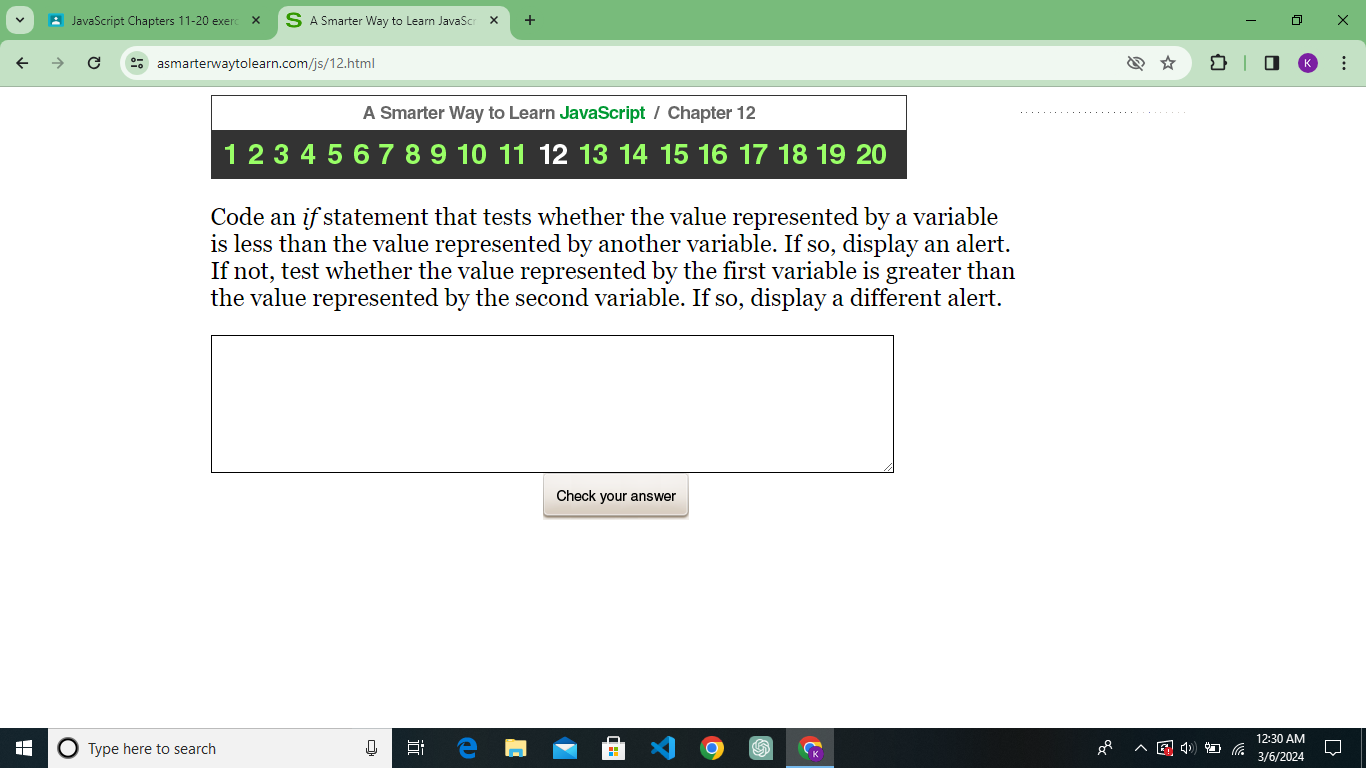 JavaScript Chapters 11-20 exerc
A Smarter Way to Learn JavaSc
asmarterwaytolearn.com/js/12.html
K
A Smarter Way to Learn JavaScript / Chapter 12
1 2 3 4 5 6 7 8 9 10 11 12 13 14 15 16 17 18 19 20
Code an if statement that tests whether the value represented by a variable
is less than the value represented by another variable. If so, display an alert.
If not, test whether the value represented by the first variable is greater than
the value represented by the second variable. If so, display a different alert.
Check your answer
Type here to search
K
12:30 AM
3/6/2024